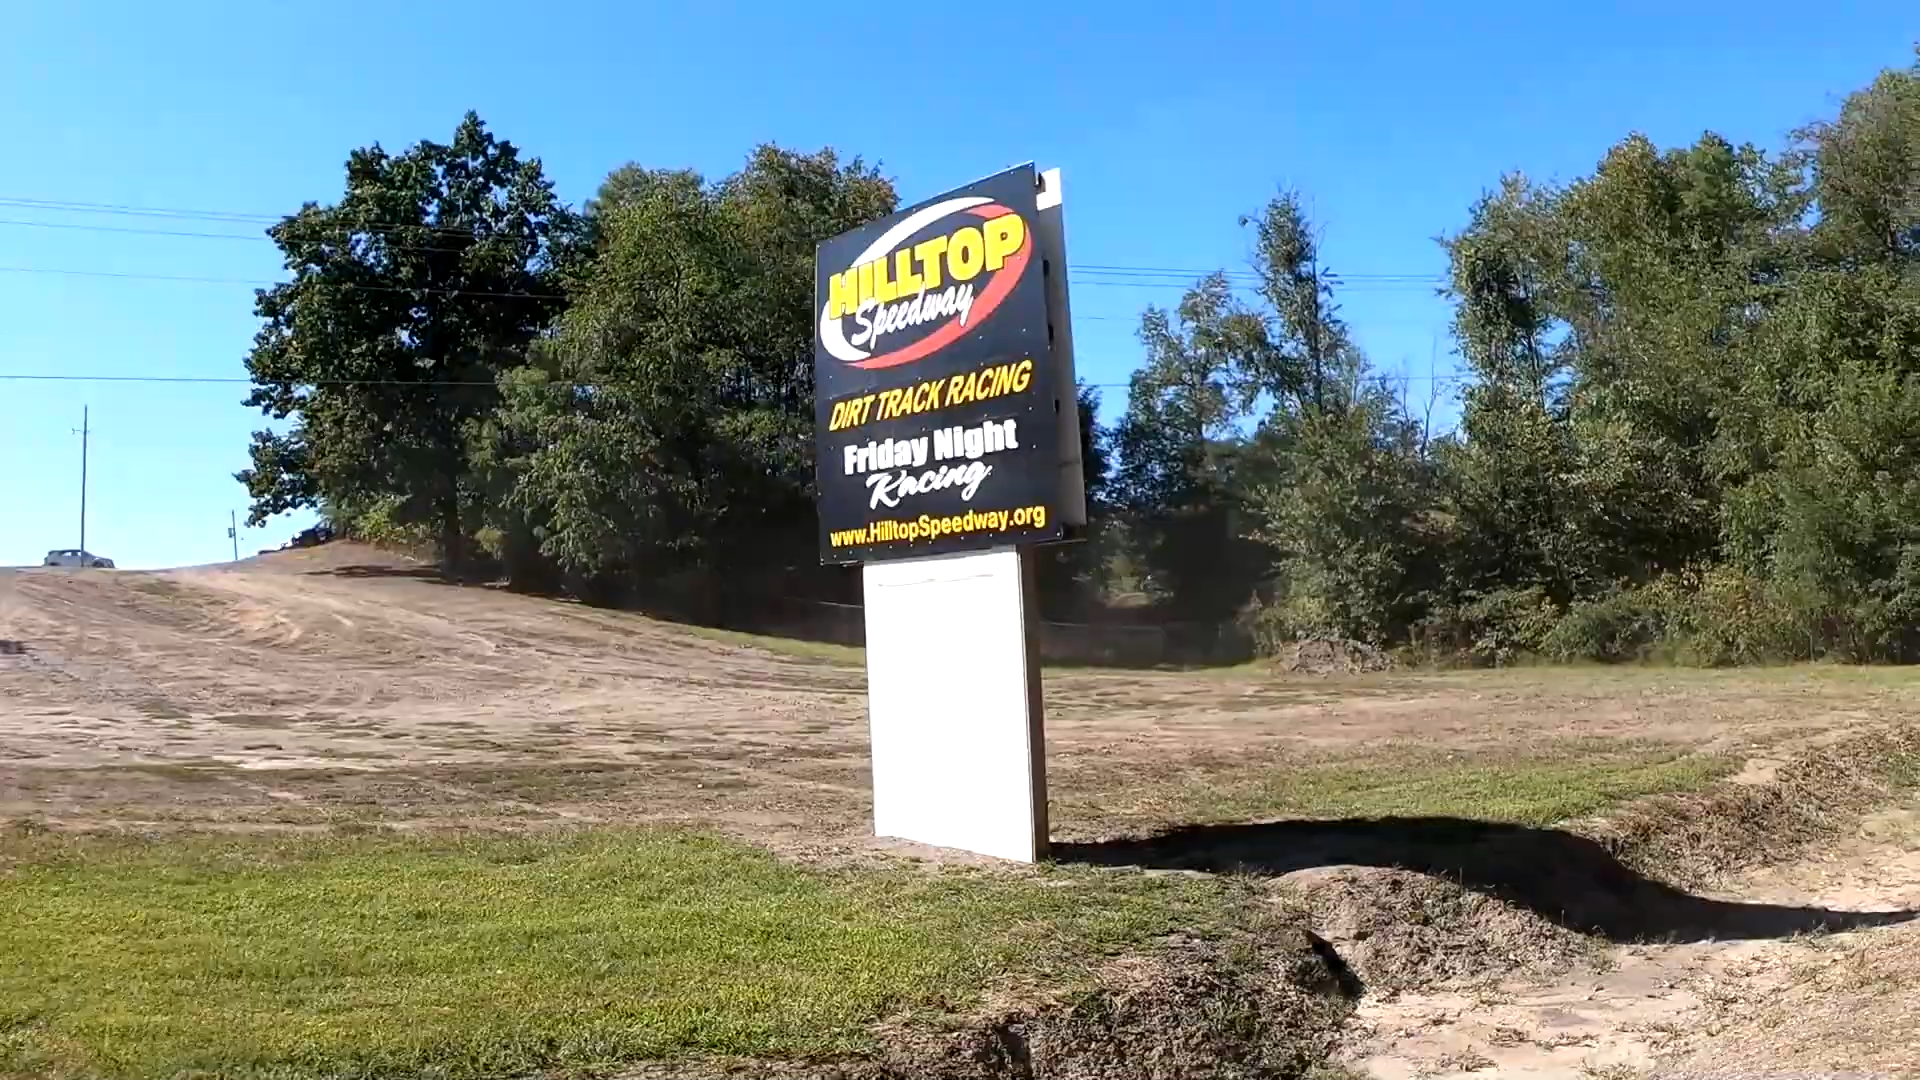 HILLTOP
Speedway
DIRT TRACK RACING
Friday Night
Racing
www.HilltopSpeedway.org